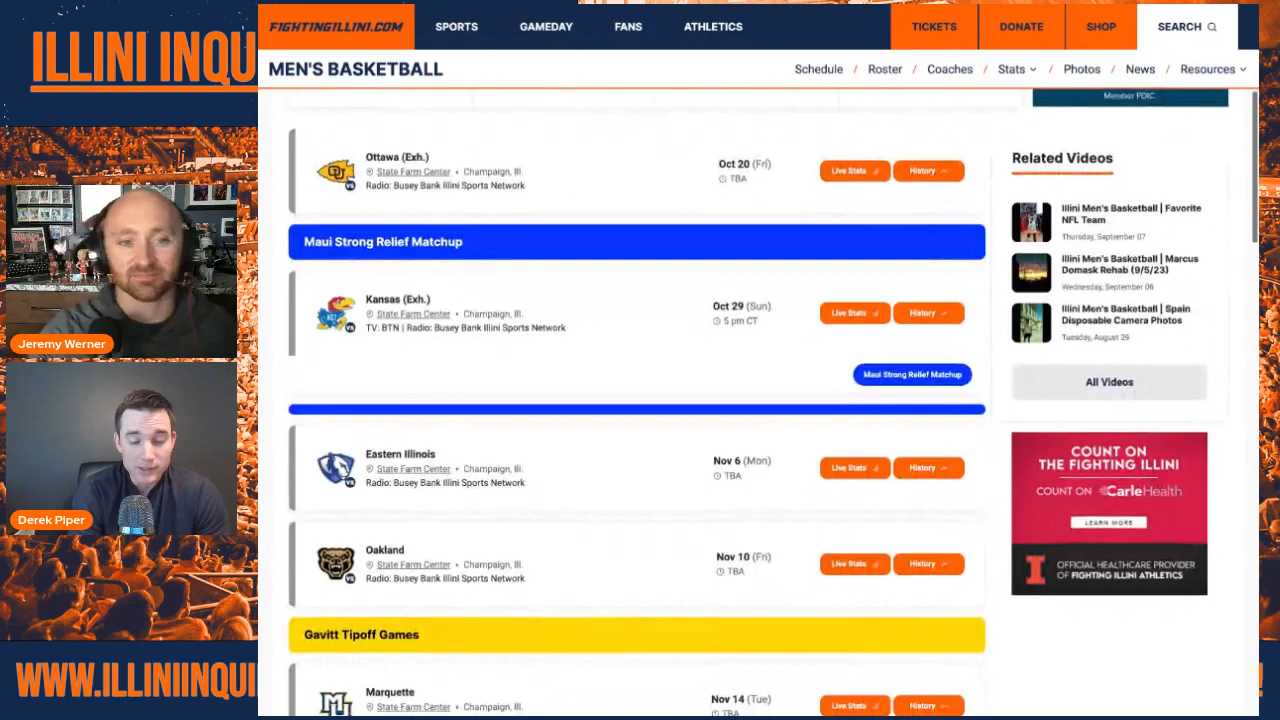 ILLINI INQU
Jeremy Werner
Derek Piper
WWW.ILLINIINQUI
FIGHTINGILLINI.COM
SPORTS
GAMEDAY
FANS
ATHLETICS
TICKETS
DONATE
SHOP
SEARCH
MEN'S BASKETBALL
Schedule / Roster / Coaches / Stats / Photos / News / Resources
Member FDIC
Ottawa (Exh.)
State Farm Center • Champaign, Ill.
Radio: Busey Bank Illini Sports Network
Oct 20 (Fri)
TBA
Live Stats
History
Maui Strong Relief Matchup
Kansas (Exh.)
State Farm Center • Champaign, Ill.
TV: BTN | Radio: Busey Bank Illini Sports Network
Oct 29 (Sun)
5 pm CT
Live Stats
History
Maui Strong Relief Matchup
Eastern Illinois
State Farm Center • Champaign, Ill.
Radio: Busey Bank Illini Sports Network
Nov 6 (Mon)
TBA
Live Stats
History
Oakland
State Farm Center • Champaign, Ill.
Radio: Busey Bank Illini Sports Network
Nov 10 (Fri)
TBA
Live Stats
History
Gavitt Tipoff Games
Marquette
State Farm Center • Champaign, Ill.
Nov 14 (Tue)
TBA
Live Stats
History
Related Videos
Illini Men's Basketball | Favorite
NFL Team
Thursday, September 07
Illini Men's Basketball | Marcus
Domask Rehab (9/5/23)
Wednesday, September 06
Illini Men's Basketball | Spain
Disposable Camera Photos
Tuesday, August 29
All Videos
COUNT ON
THE FIGHTING ILLINI
COUNT ON CarleHealth
LEARN MORE
OFFICIAL HEALTHCARE PROVIDER
OF FIGHTING ILLINI ATHLETICS